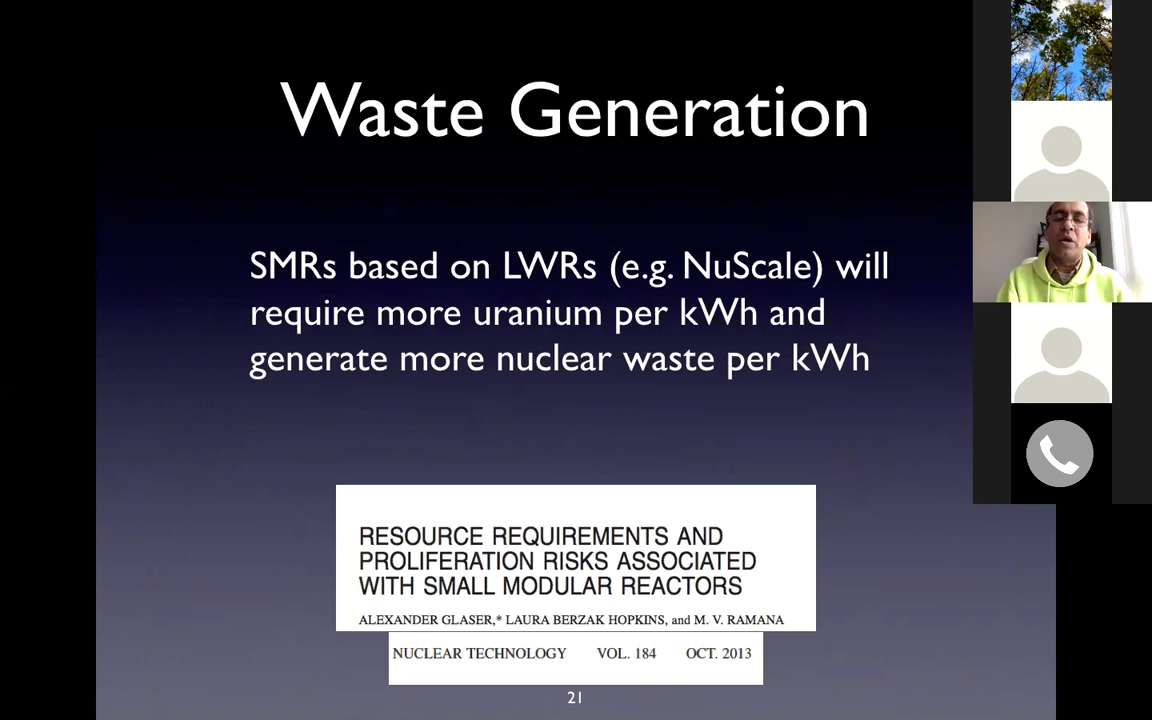 Waste Generation
SMRs based on LWRs (e.g. NuScale) will
require more uranium per kWh and
generate more nuclear waste per kWh
RESOURCE REQUIREMENTS AND
PROLIFERATION RISKS ASSOCIATED
WITH SMALL MODULAR REACTORS
ALEXANDER GLASER,* LAURA BERZAK HOPKINS, and M. V. RAMANA
NUCLEAR TECHNOLOGY VOL. 184 OCT. 2013
21